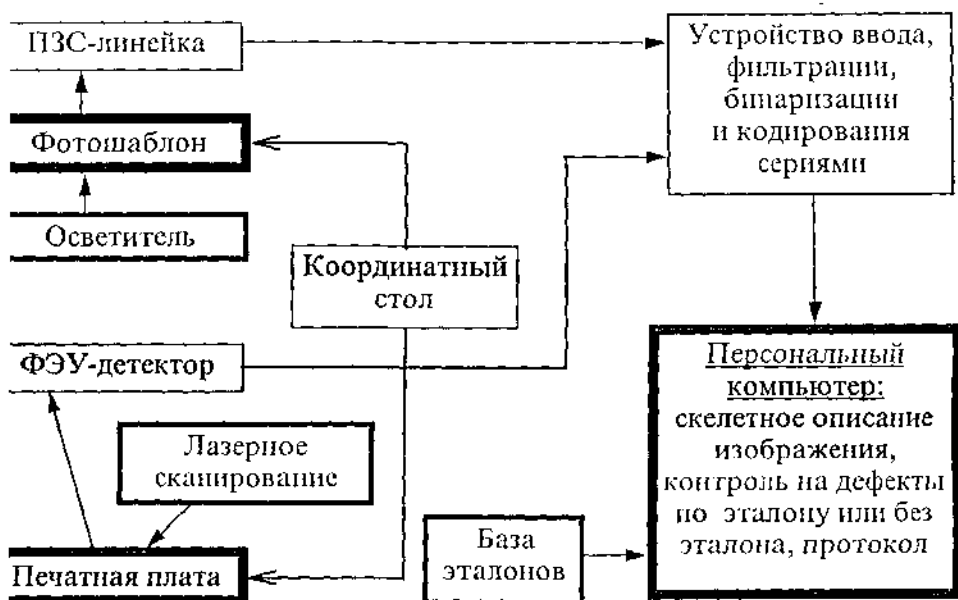 ПЗС-линейка
Фотошаблон
Осветитель
Координатный
стол
ФЭУ-детектор
Лазерное
сканирование
Печатная плата
База
эталонов
Устройство ввода,
фильтрации,
бинаризации
и кодирования
сериями
Персональный
компьютер:
скелетное описание
изображения,
контроль на дефекты
по эталону или без
эталона, протокол